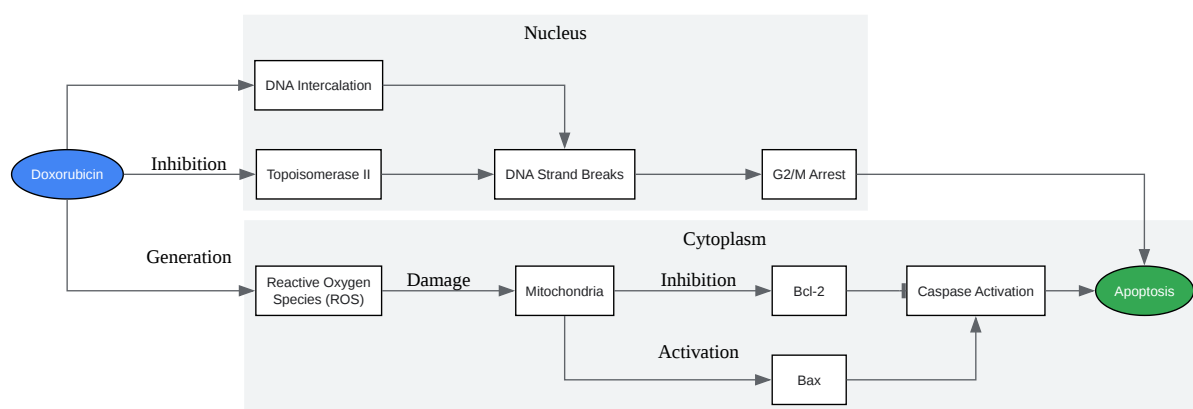 Nucleus
DNA Intercalation
Doxorubicin
Inhibition
Topoisomerase II
DNA Strand Breaks
G2/M Arrest
Cytoplasm
Generation
Reactive Oxygen
Species (ROS)
Damage
Mitochondria
Inhibition
Bcl-2
Caspase Activation
Apoptosis
Activation
Bax